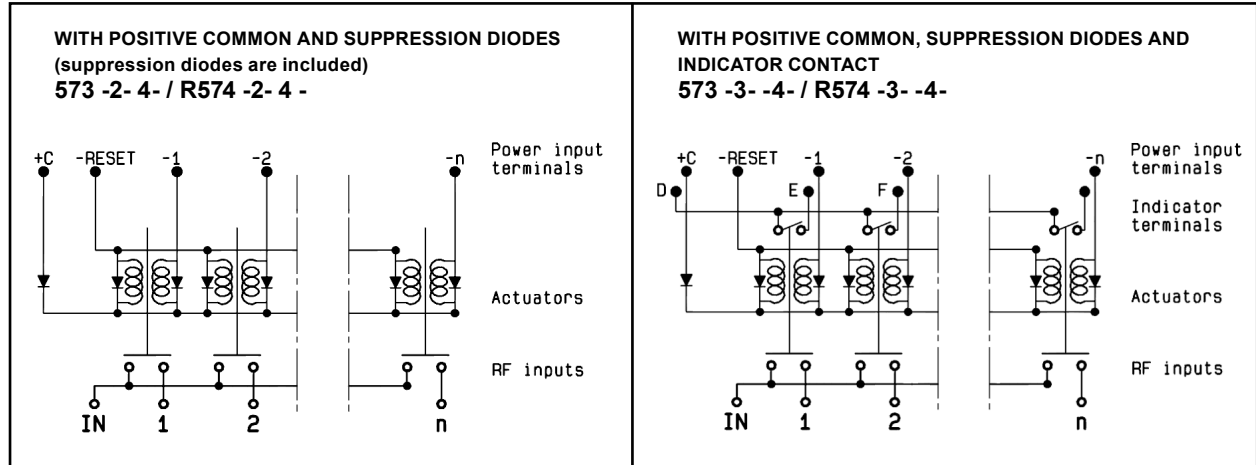 WITH POSITIVE COMMON AND SUPPRESSION DIODES
(suppression diodes are included)
573 -2- 4- / R574 -2- 4 -
+C -RESET -1 -2 -n
Power input
terminals
Actuators
RF inputs
IN 1 2 n
WITH POSITIVE COMMON, SUPPRESSION DIODES AND
INDICATOR CONTACT
573 -3- -4- / R574 -3- -4-
+C -RESET -1 -2 -n
Power input
terminals
D E F
Indicator
terminals
Actuators
RF inputs
IN 1 2 n